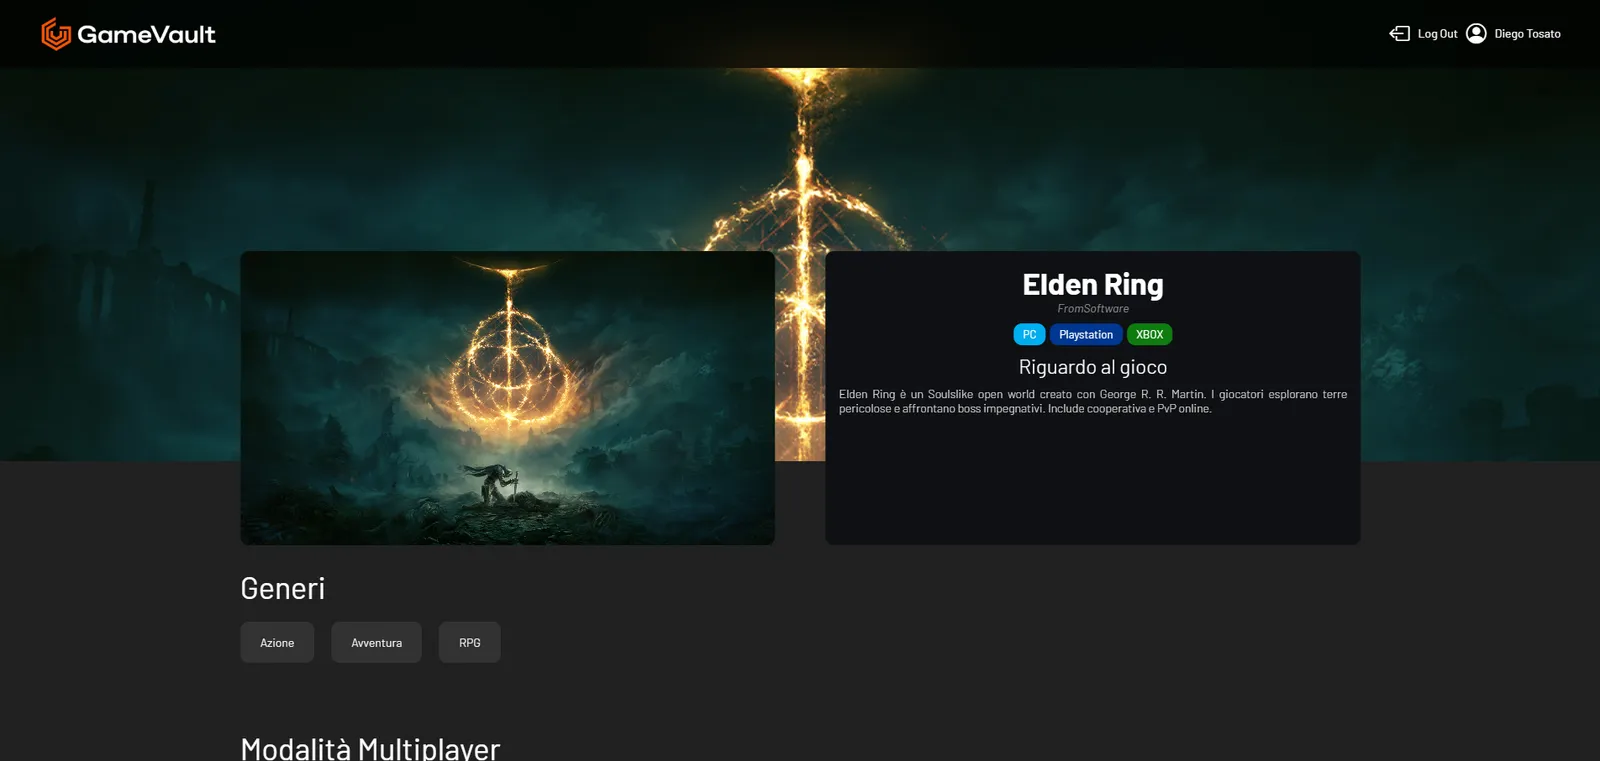 GameVault
Log Out
Diego Tosato
Elden Ring
FromSoftware
PC Playstation XBOX
Riguardo al gioco
Elden Ring è un Soulslike open world creato con George R. R. Martin. I giocatori esplorano terre
pericolose e affrontano boss impegnativi. Include cooperativa e PvP online.
Generi
Azione Avventura RPG
Modalità Multiplayer